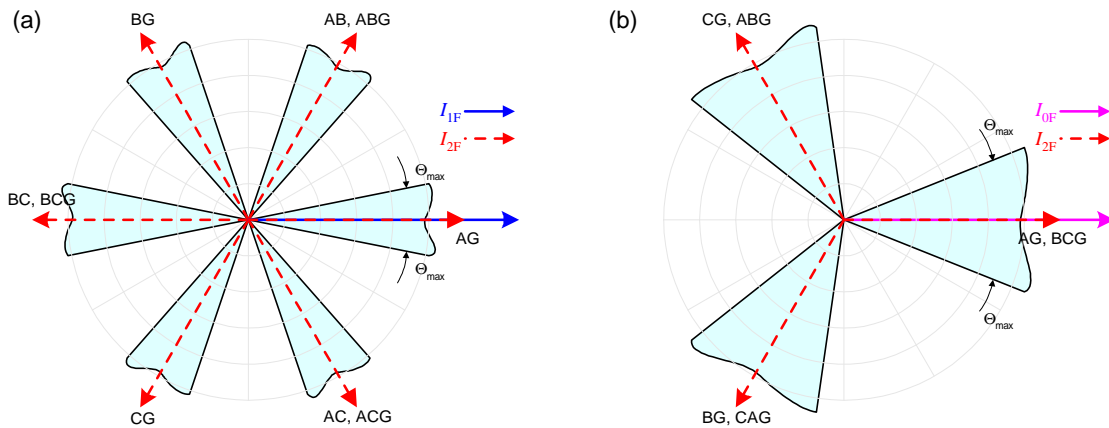 (a)
BG
AB, ABG
I1F
I2F
Θmax
BC, BCG
AG
Θmax
CG
AC, ACG
(b)
CG, ABG
I0F
I2F
Θmax
AG, BCG
Θmax
BG, CAG